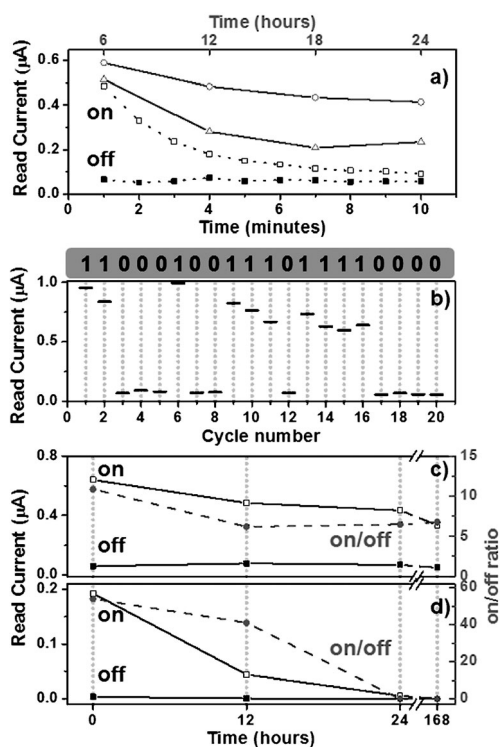 Time (hours)
6 12 18 24
Read Current (µA)
0.6
0.4
0.2
0.0
a)
on
off
0 2 4 6 8 10
Time (minutes)
1 1 0 0 0 1 0 0 1 1 1 0 1 1 1 1 0 0 0 0
Read Current (µA)
1.0
0.5
0.0
b)
0 2 4 6 8 10 12 14 16 18 20
Cycle number
Read Current (µA)
0.8
0.4
0.0
on
off
c)
on/off
15
10
5
0
on/off ratio
0.2
0.1
0.0
on
off
d)
on/off
60
40
20
0
0 12 24 168
Time (hours)